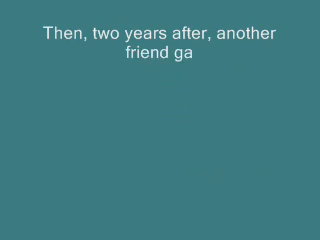 Then, two years after, another
friend ga